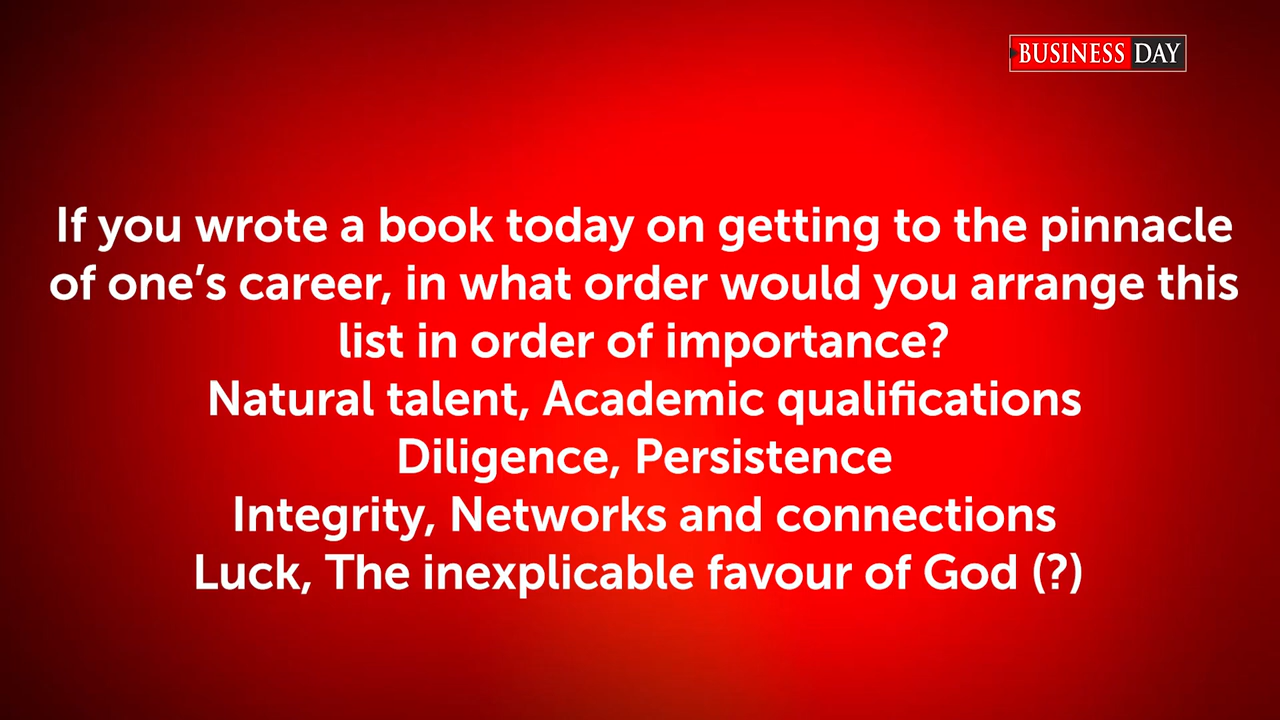 BUSINESS DAY
If you wrote a book today on getting to the pinnacle
of one’s career, in what order would you arrange this
list in order of importance?
Natural talent, Academic qualifications
Diligence, Persistence
Integrity, Networks and connections
Luck, The inexplicable favour of God (?)